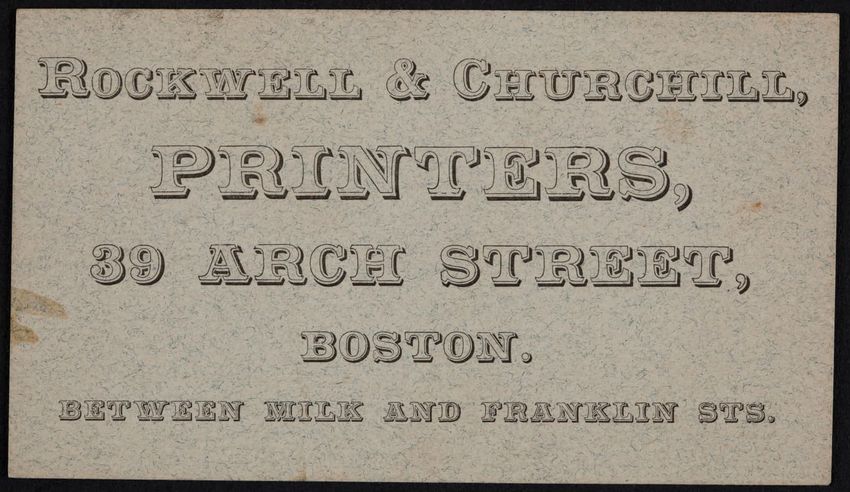 ROCKWELL & CHURCHILL,
PRINTERS,
39 ARCH STREET,
BOSTON.
BETWEEN MILK AND FRANKLIN STS.